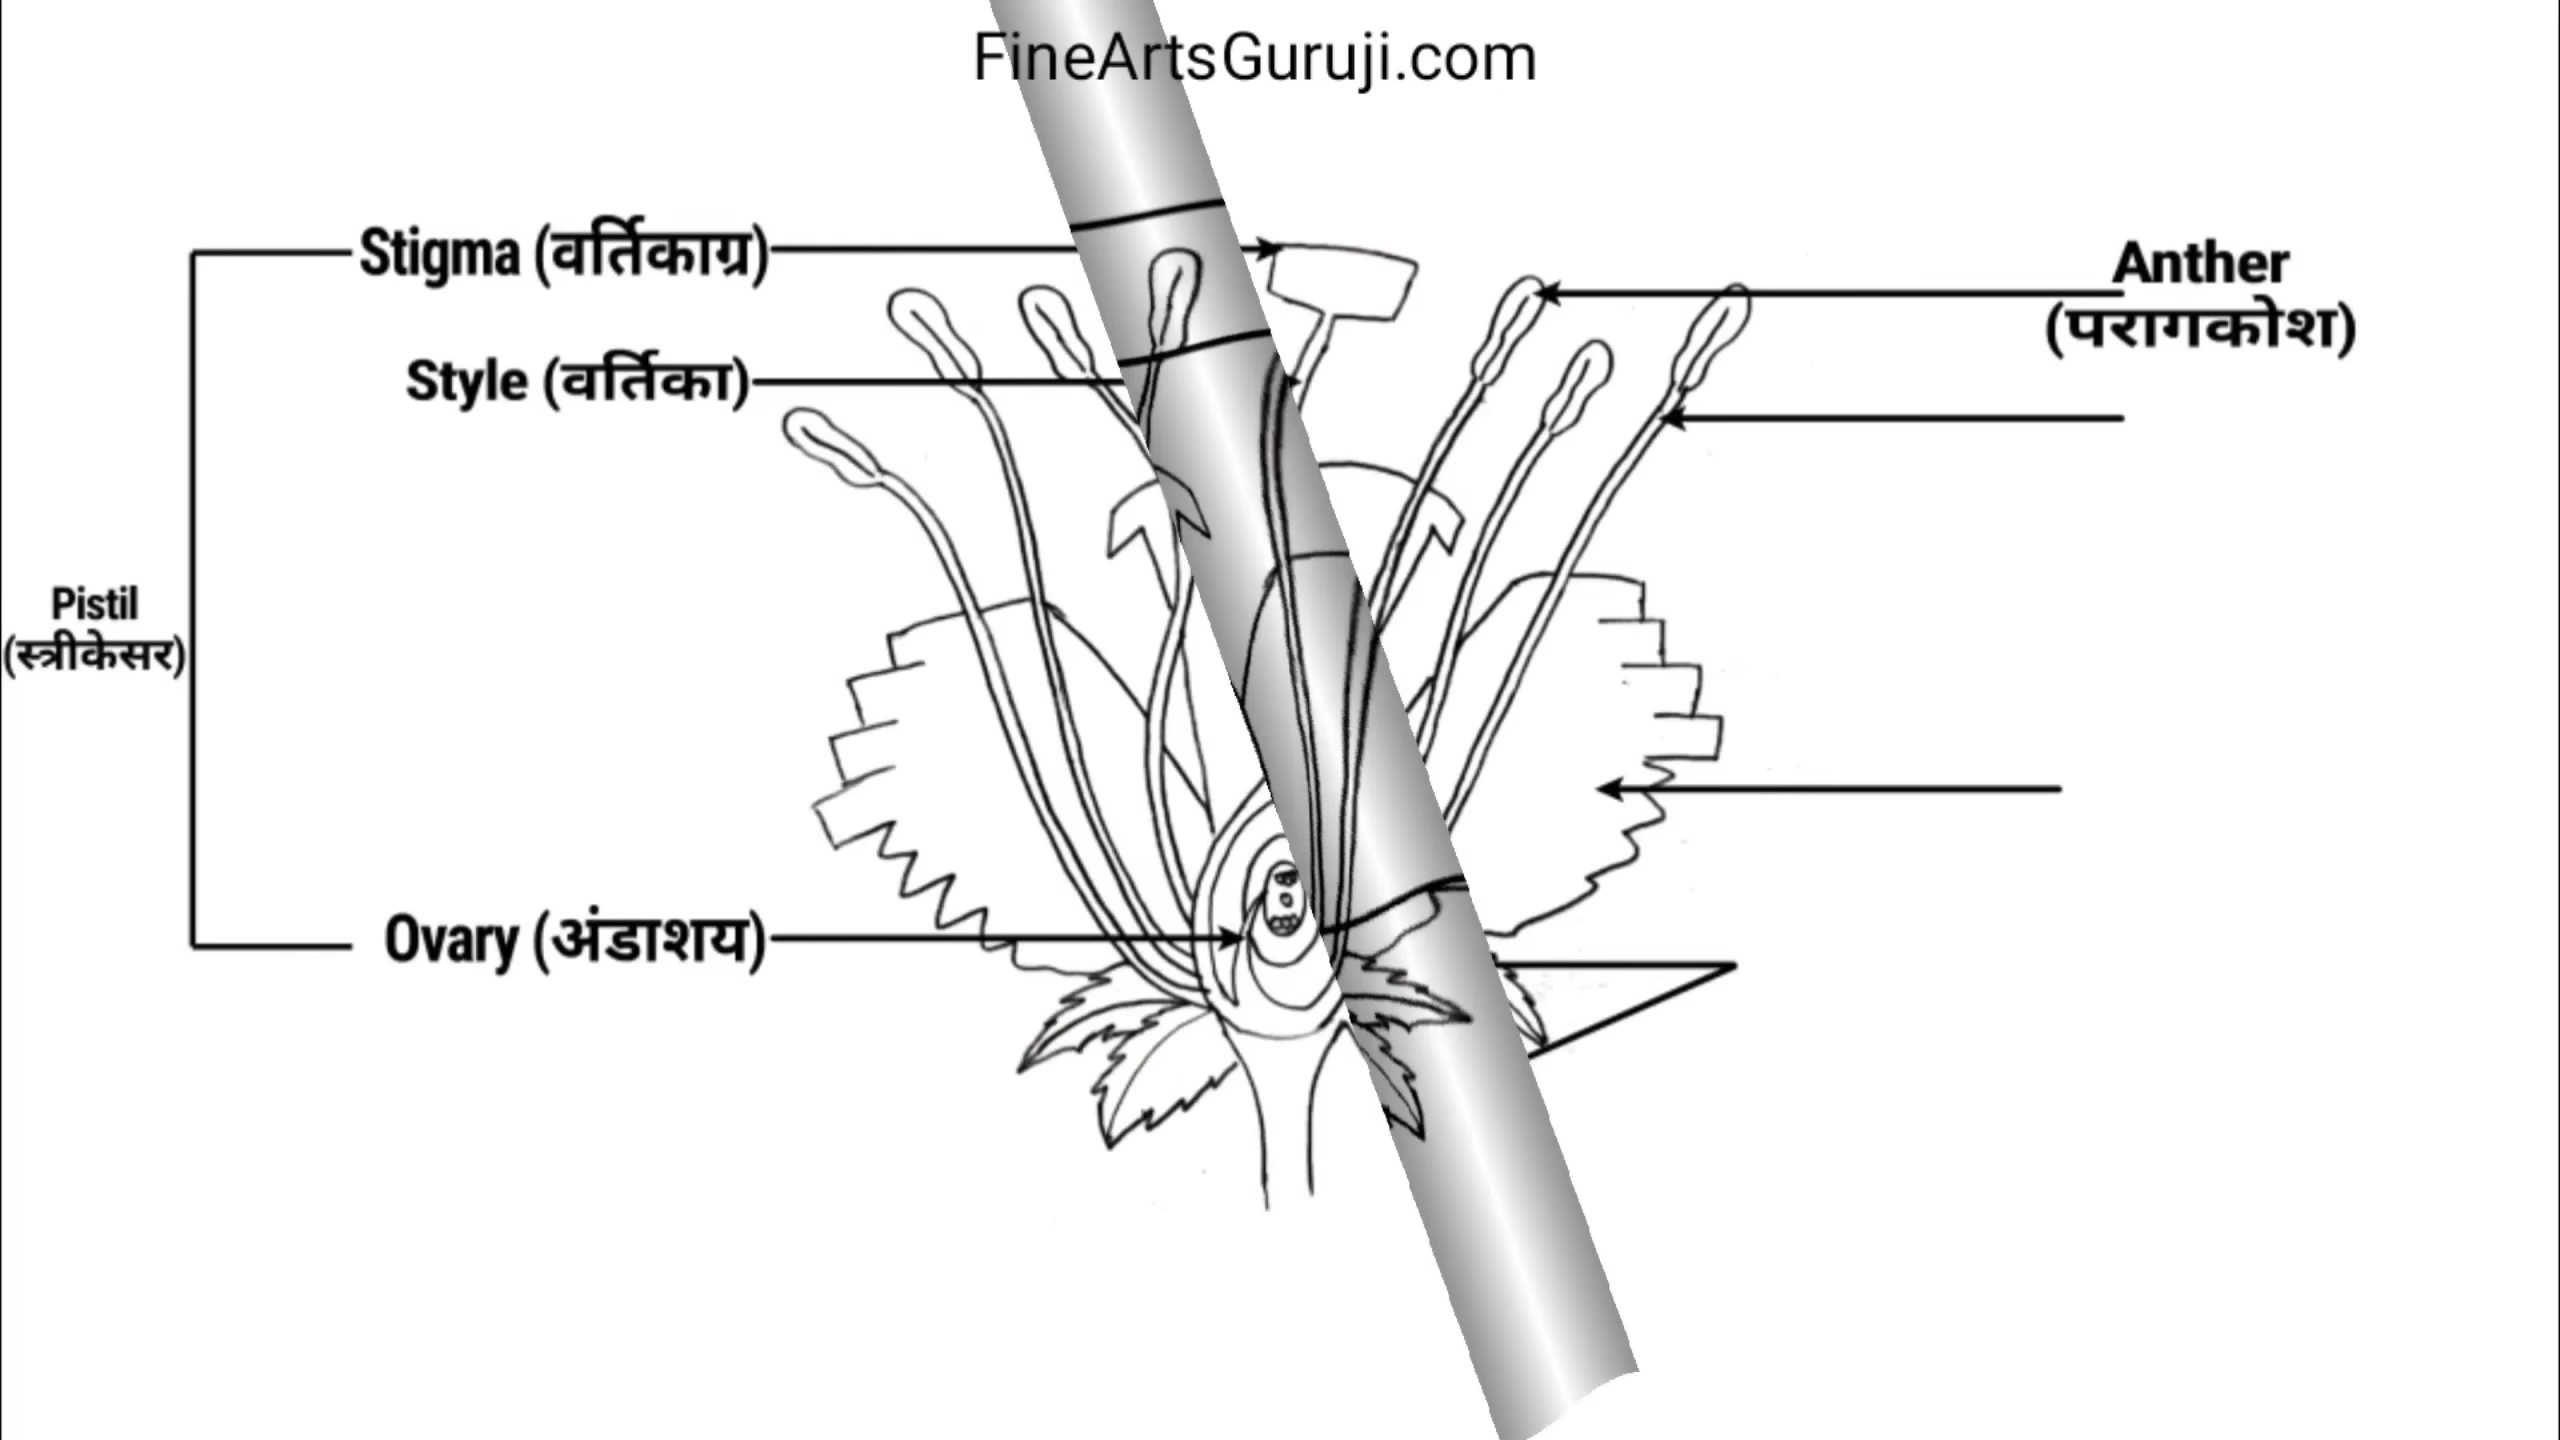 FineArtsGuruji.com
Stigma (वर्तिकाग्र)
Style (वर्तिका)
Anther
(परागकोश)
Pistil
(स्त्रीकेसर)
Ovary (अंडाशय)